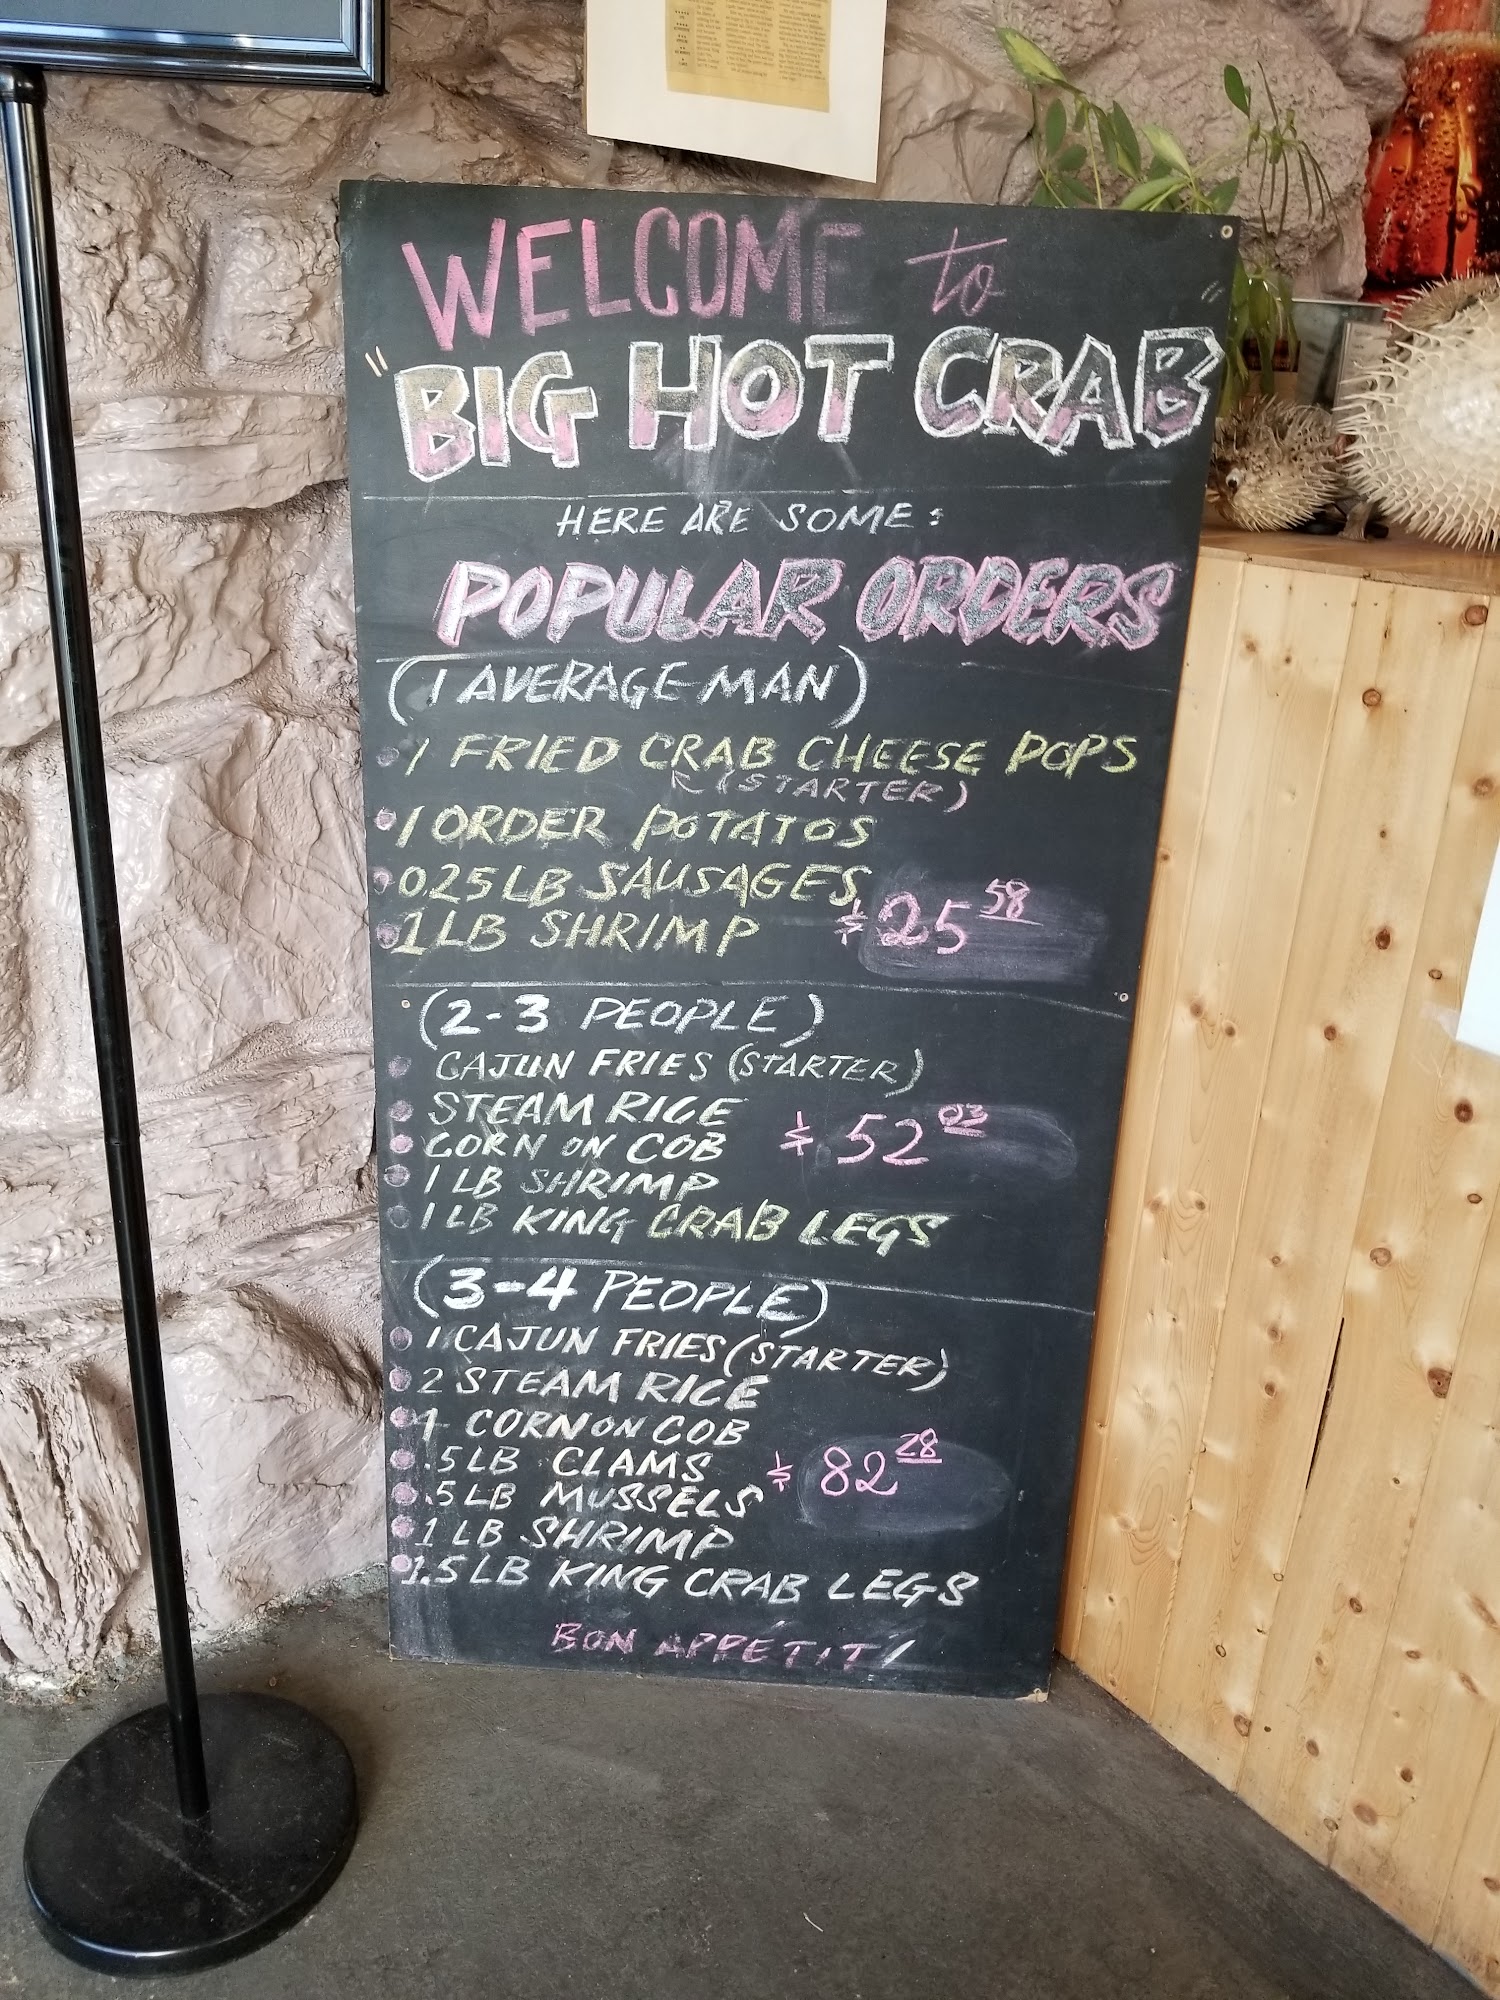 WELCOME to
"BIG HOT CRAB
HERE ARE SOME:
POPULAR ORDERS
(1 AVERAGE MAN)
1 FRIED CRAB CHEESE POPS
(STARTER)
1 ORDER POTATOS
0.25 LB SAUSAGES
1 LB SHRIMP $25 58
(2-3 PEOPLE)
CAJUN FRIES (STARTER)
STEAM RICE
CORN ON COB $52 03
1 LB SHRIMP
1 LB KING CRAB LEGS
(3-4 PEOPLE)
1 CAJUN FRIES (STARTER)
2 STEAM RICE
4 CORN ON COB
.5 LB CLAMS $82 28
.5 LB MUSSELS
1 LB SHRIMP
1.5 LB KING CRAB LEGS
BON APPÉTIT!